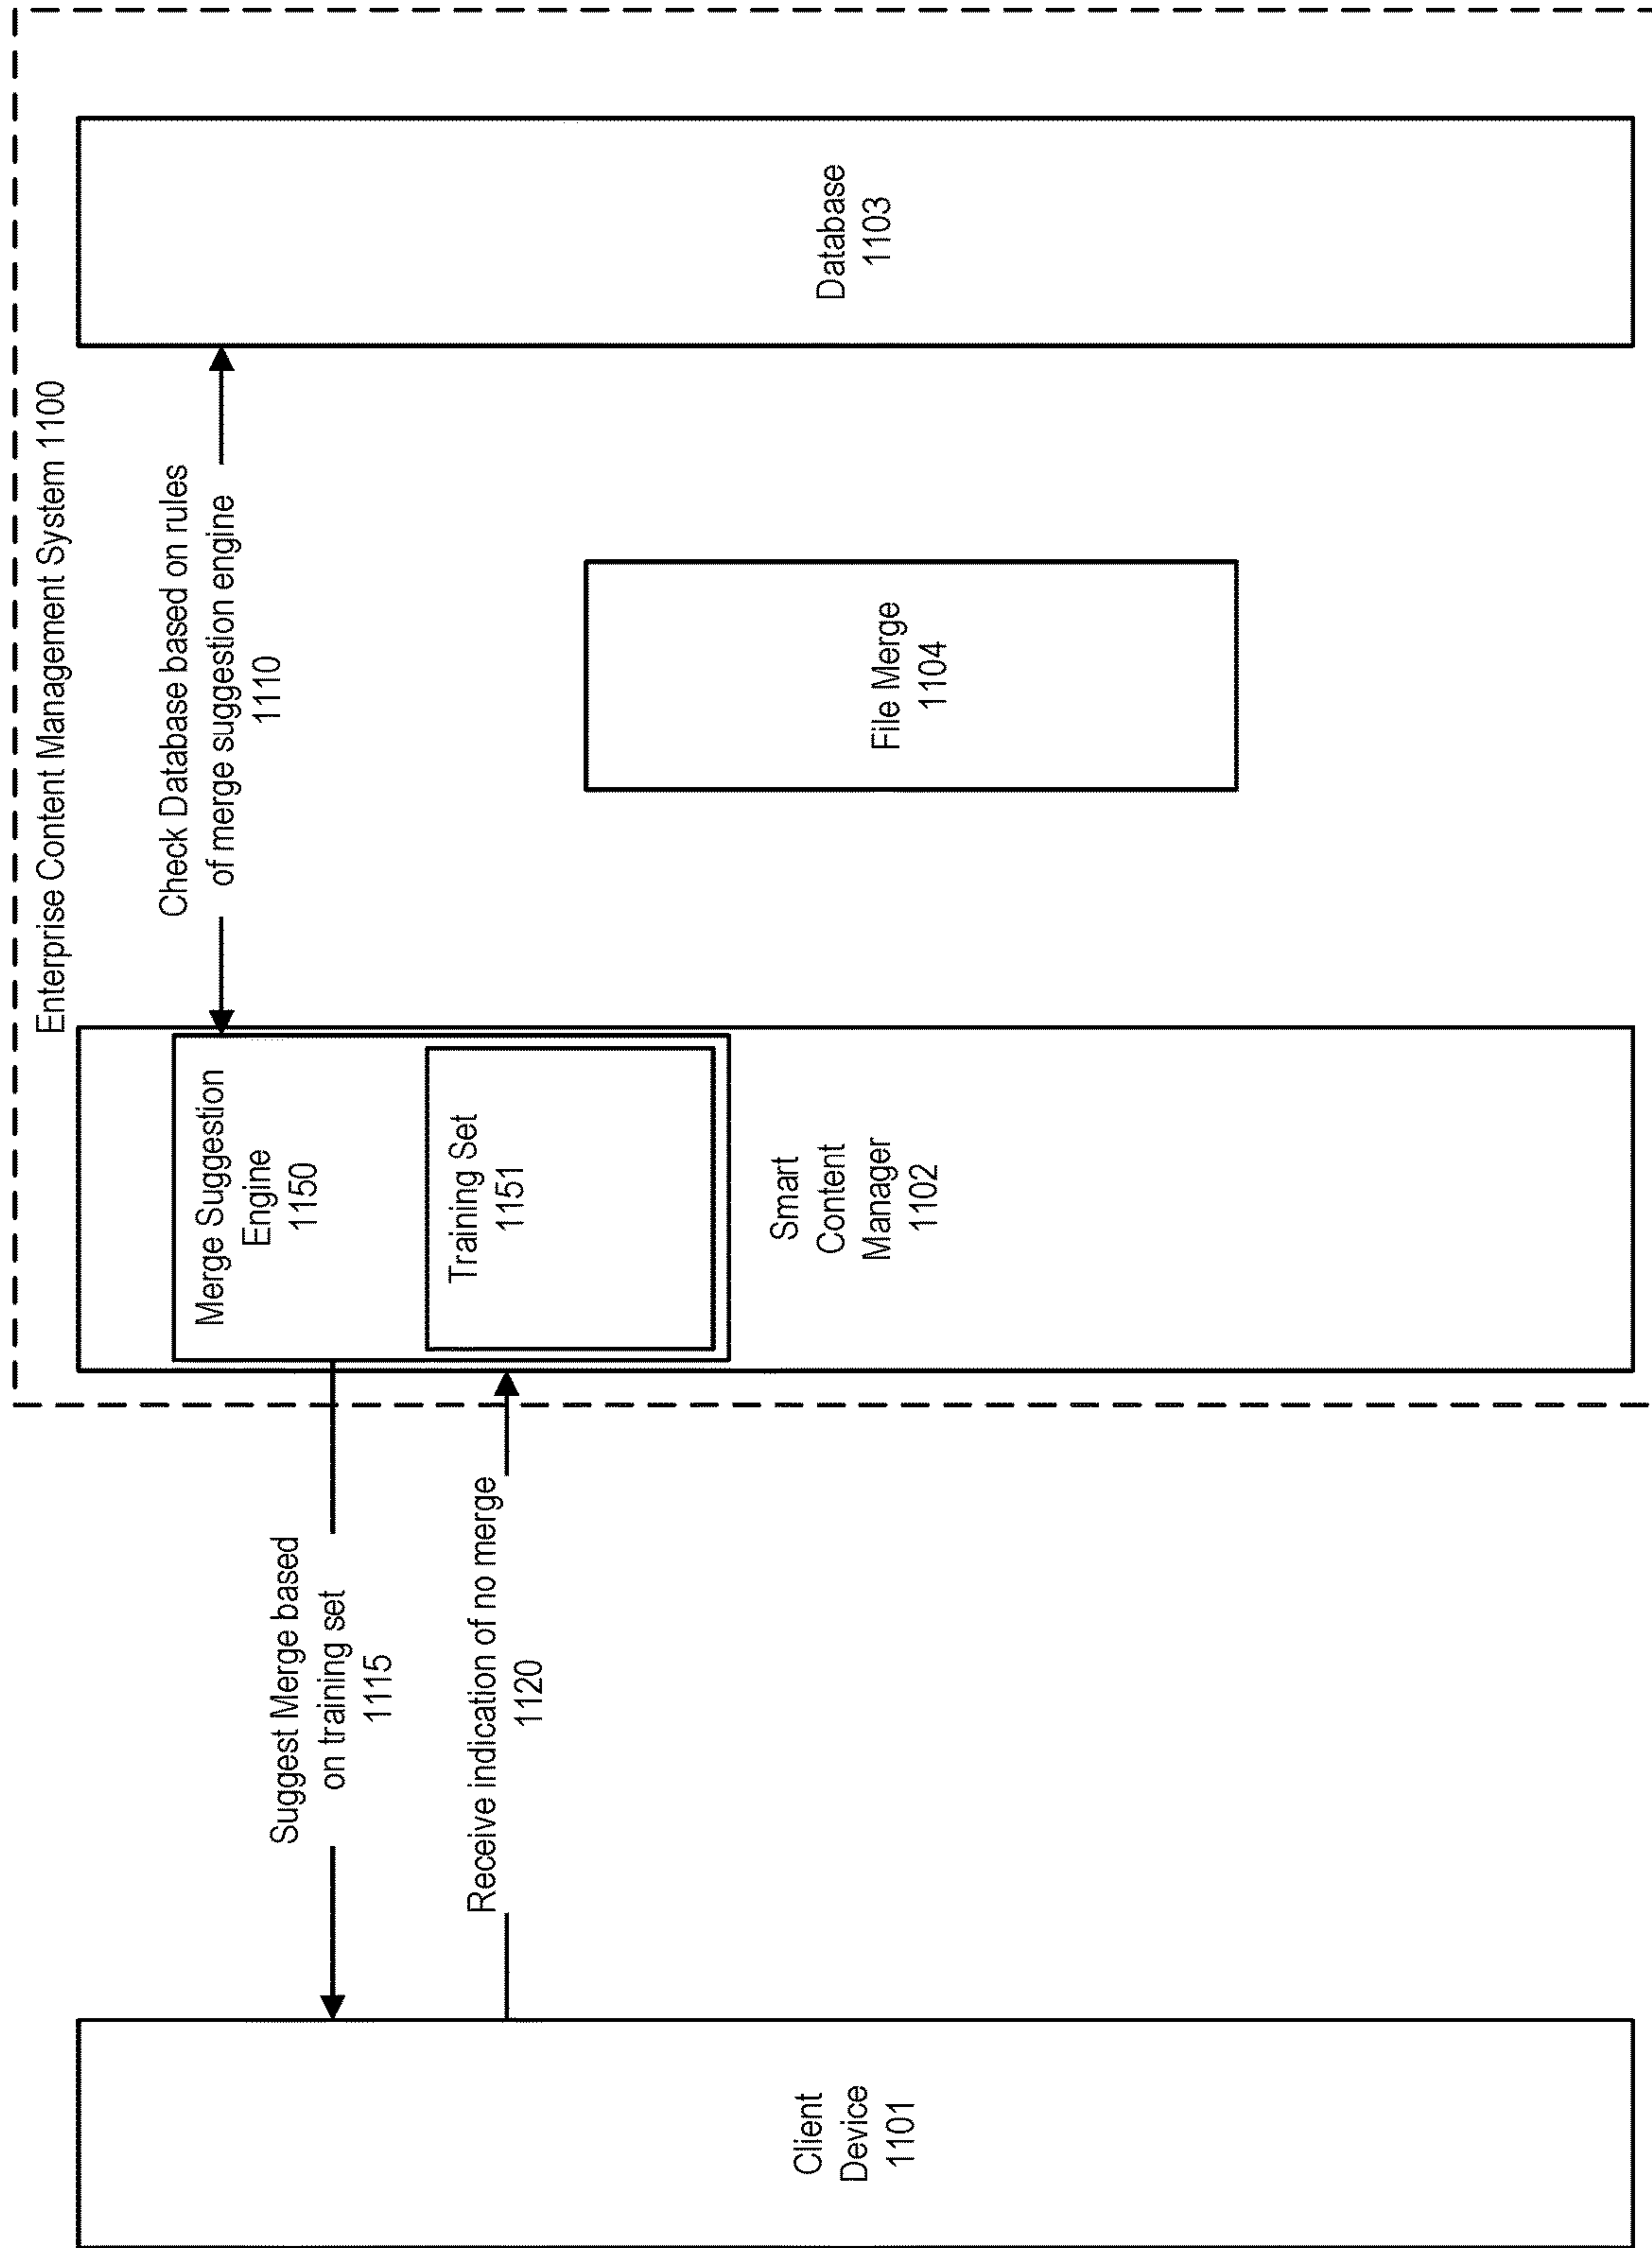 Enterprise Content Management System 1100
Client
Device
1101
Suggest Merge based
on training set
1115
Receive indication of no merge
1120
Merge Suggestion
Engine
1150
Training Set
1151
Smart
Content
Manager
1102
Check Database based on rules
of merge suggestion engine
1110
File Merge
1104
Database
1103